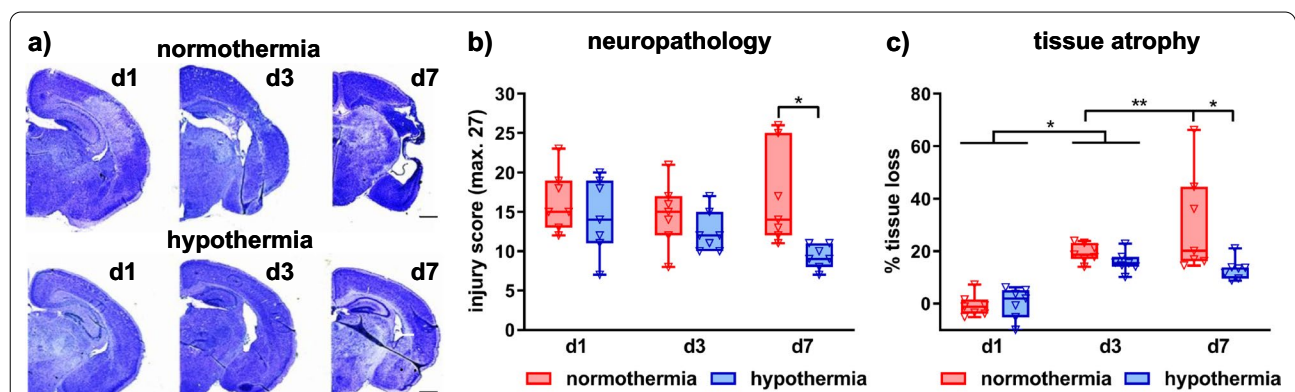 a)
normothermia
d1
d3
d7
hypothermia
d1
d3
d7
b)
neuropathology
injury score (max. 27)
30
25
20
15
10
5
0
*
d1
d3
d7
normothermia
hypothermia
c)
tissue atrophy
% tissue loss
80
60
40
20
0
*
**
*
d1
d3
d7
normothermia
hypothermia